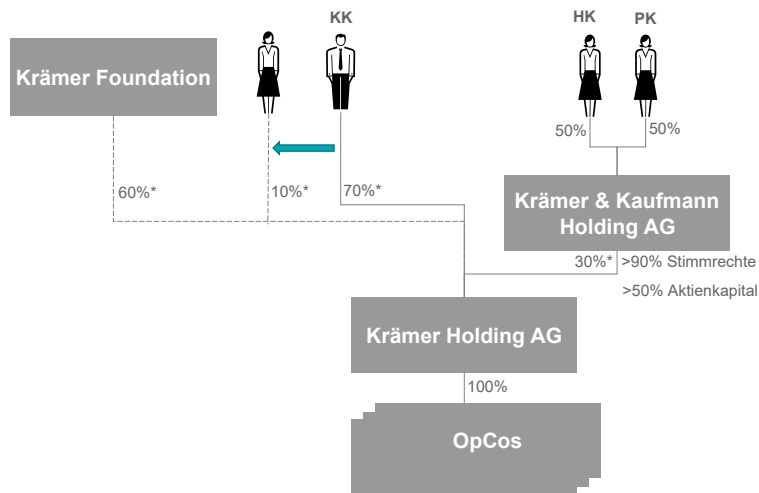 KK
HK
PK
Krämer Foundation
50%
50%
60%*
10%*
70%*
Krämer & Kaufmann
Holding AG
30%*
>90% Stimmrechte
>50% Aktienkapital
Krämer Holding AG
100%
OpCos